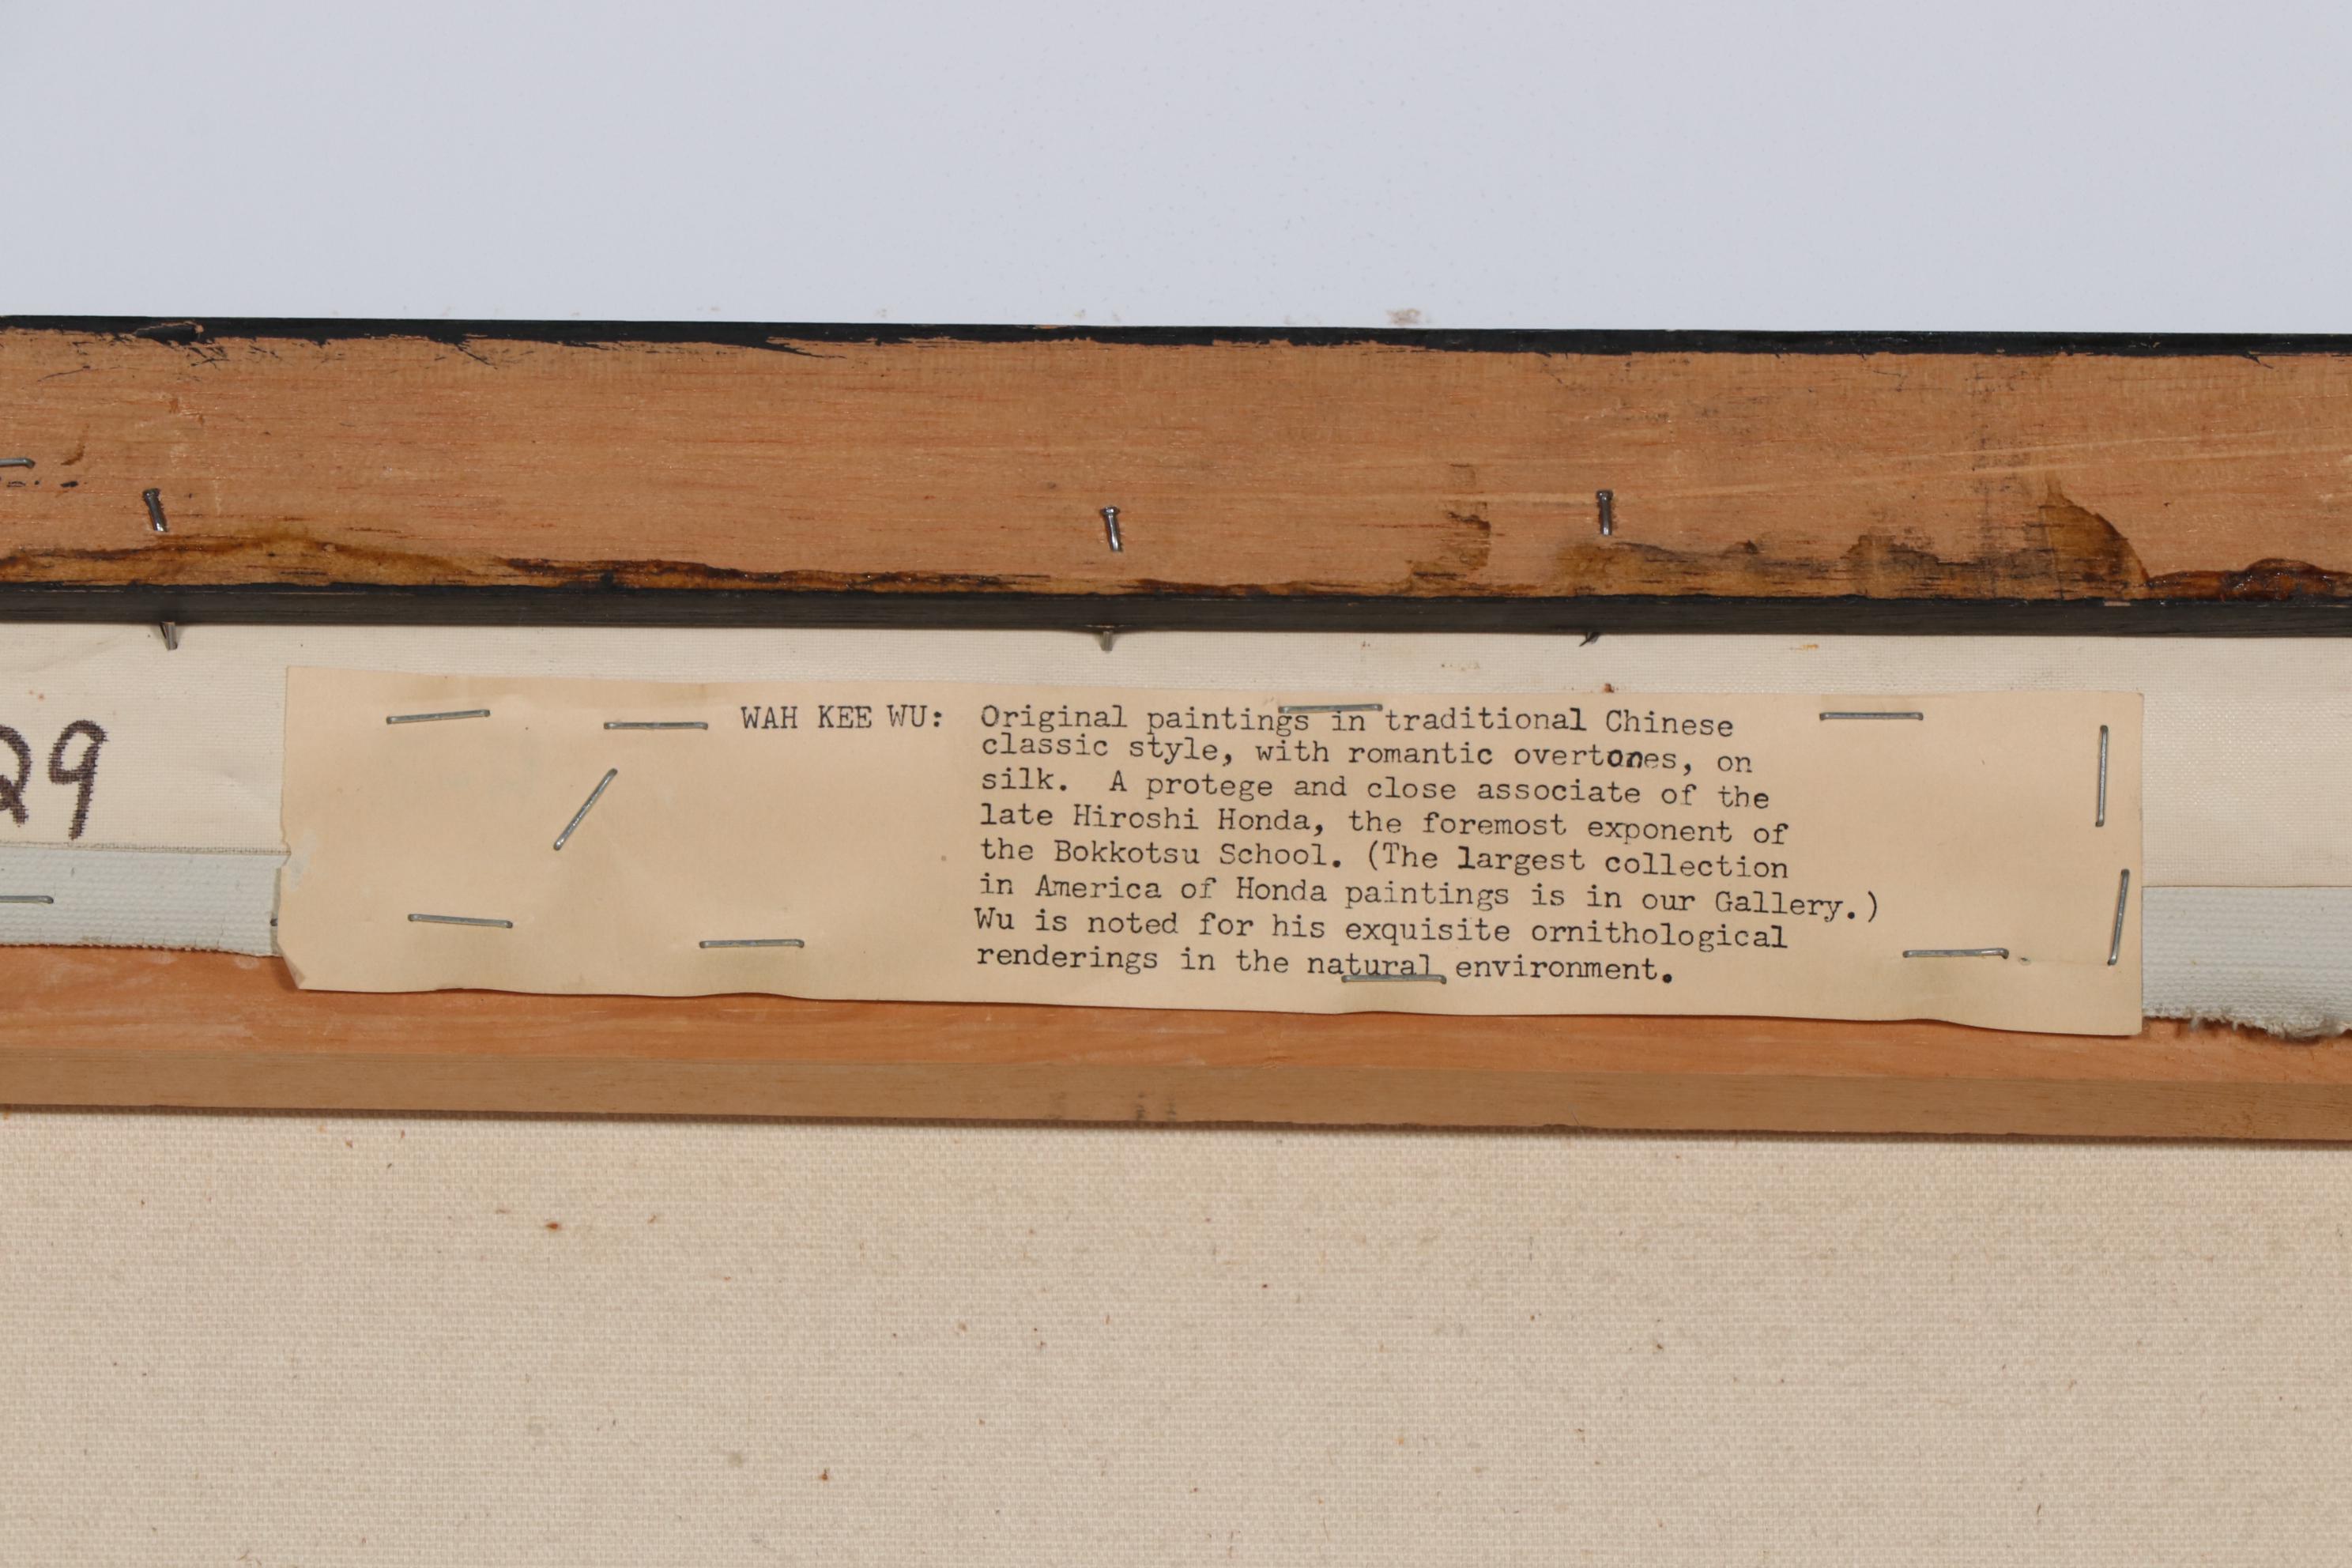 29
WAH KEE WU: Original paintings in traditional Chinese
classic style, with romantic overtones, on
silk. A protege and close associate of the
late Hiroshi Honda, the foremost exponent of
the Bokkotsu School. (The largest collection
in America of Honda paintings is in our Gallery.)
Wu is noted for his exquisite ornithological
renderings in the natural environment.